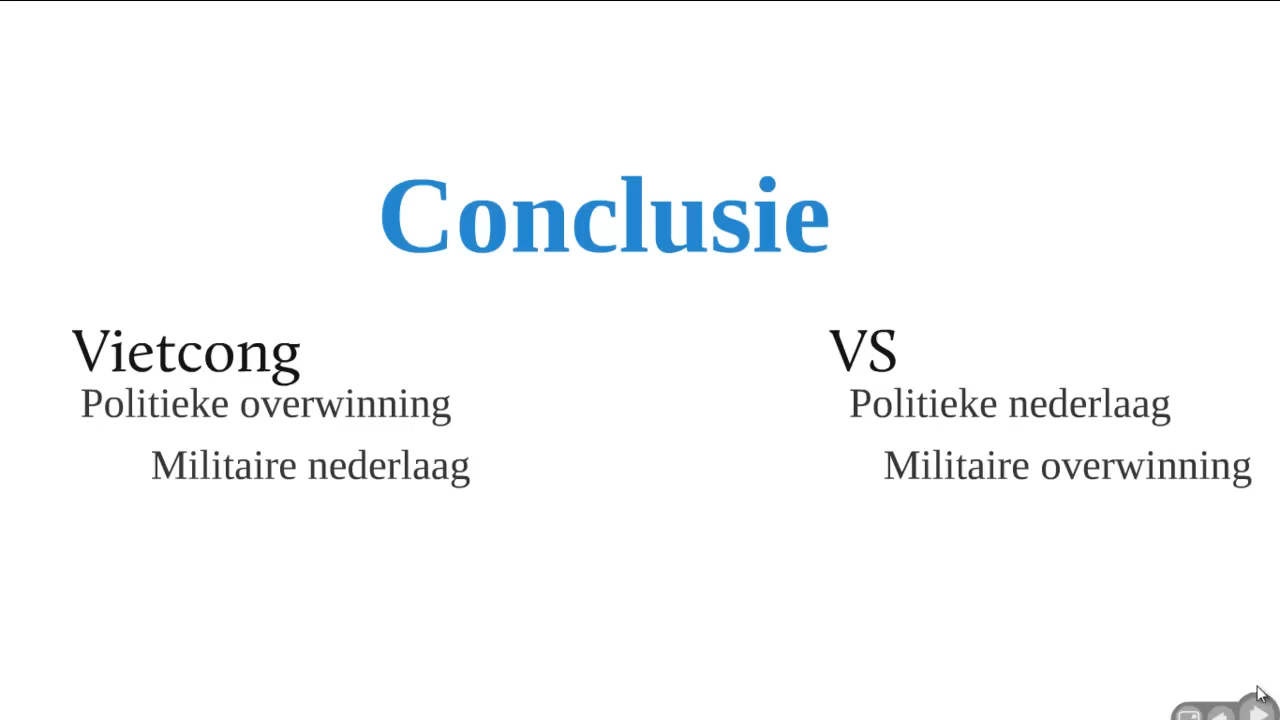 Conclusie
Vietcong
Politieke overwinning
Militaire nederlaag
VS
Politieke nederlaag
Militaire overwinning